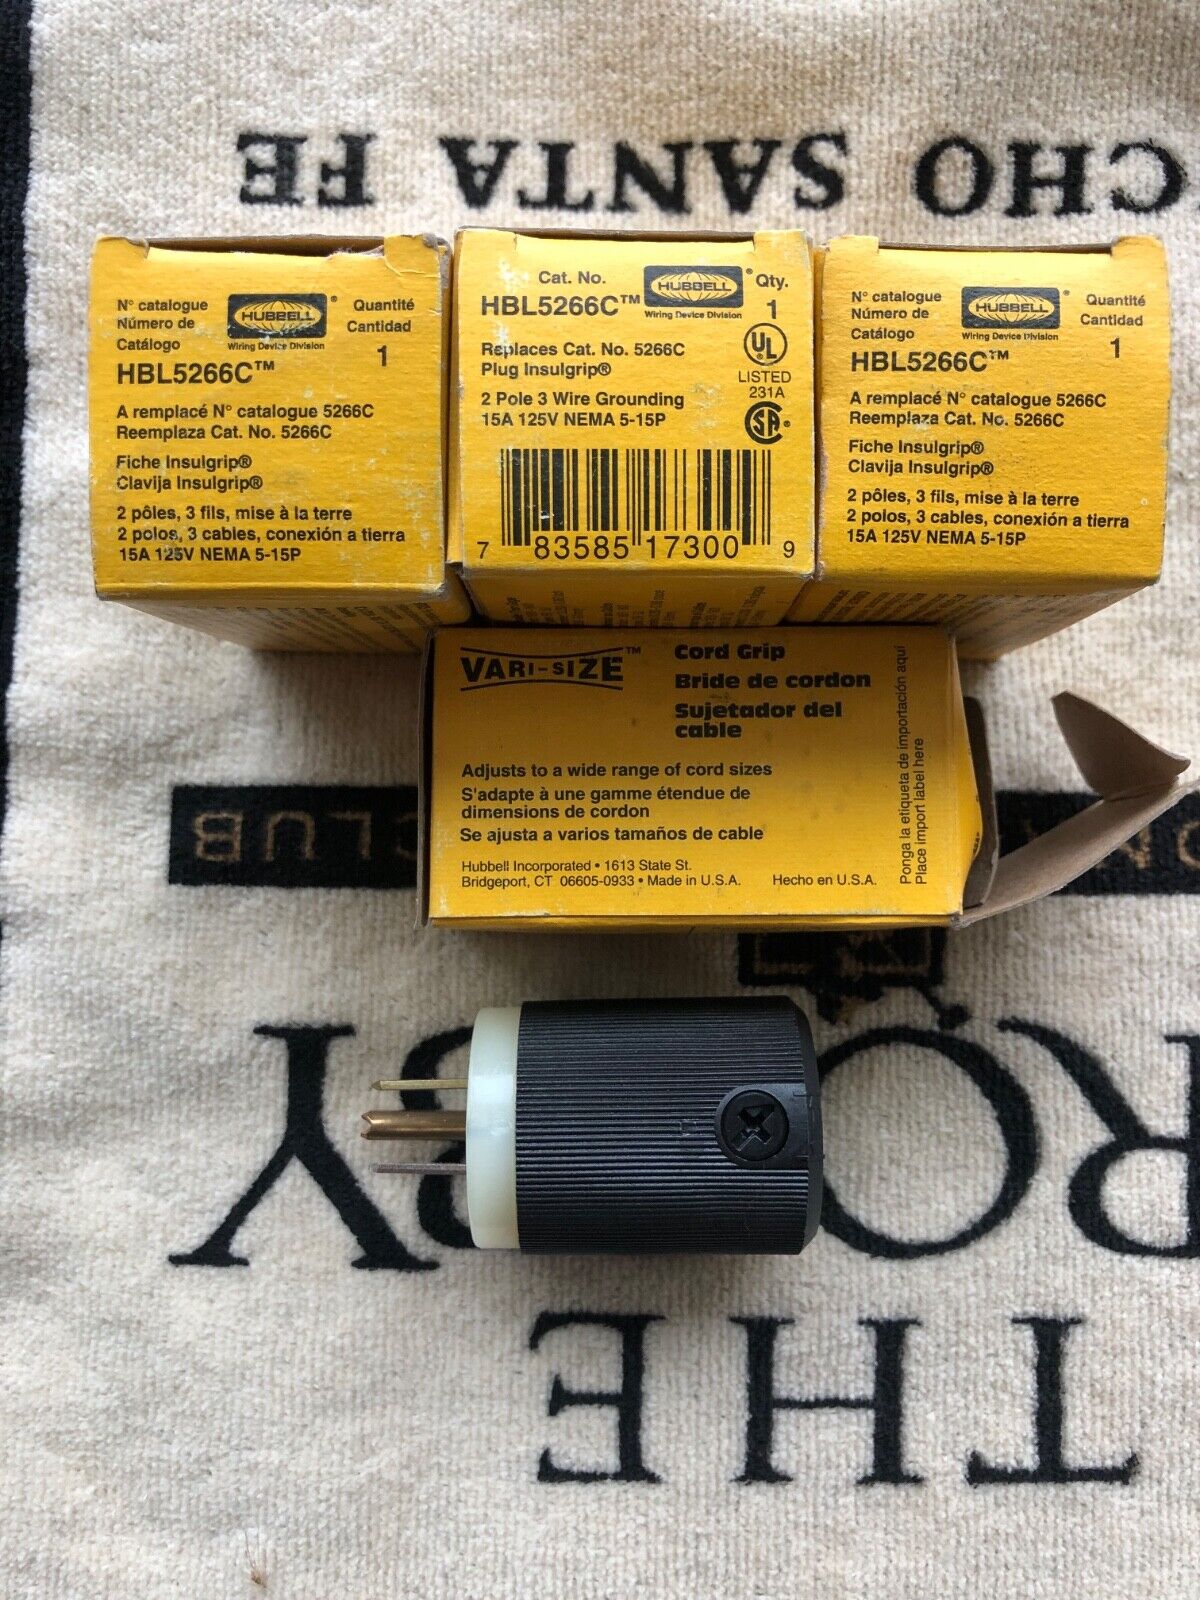 CHO SANTA FE
N° catalogue
Número de
Catálogo
HUBBELL®
Wiring Device Division
Quantité
Cantidad
1
HBL5266C™
A remplacé N° catalogue 5266C
Reemplaza Cat. No. 5266C
Fiche Insulgrip®
Clavija Insulgrip®
2 pôles, 3 fils, mise à la terre
2 polos, 3 cables, conexión a tierra
15A 125V NEMA 5-15P
Cat. No.
HBL5266C™
HUBBELL®
Wiring Device Division
Qty.
1
Replaces Cat. No. 5266C
Plug Insulgrip®
UL
LISTED
231A
2 Pole 3 Wire Grounding
15A 125V NEMA 5-15P
SA®
7 83585 17300 9
N° catalogue
Número de
Catálogo
HUBBELL®
Wiring Device Division
Quantité
Cantidad
1
HBL5266C™
A remplacé N° catalogue 5266C
Reemplaza Cat. No. 5266C
Fiche Insulgrip®
Clavija Insulgrip®
2 pôles, 3 fils, mise à la terre
2 polos, 3 cables, conexión a tierra
15A 125V NEMA 5-15P
VARI-SIZE™
Cord Grip
Bride de cordon
Sujetador del
cable
Adjusts to a wide range of cord sizes
S'adapte à une gamme étendue de
dimensions de cordon
Se ajusta a varios tamaños de cable
Hubbell Incorporated • 1613 State St.
Bridgeport, CT 06605-0933 • Made in U.S.A. Hecho en U.S.A.
Ponga la etiqueta de importación aquí
Place import label here
CLUB
ROSBY
THE